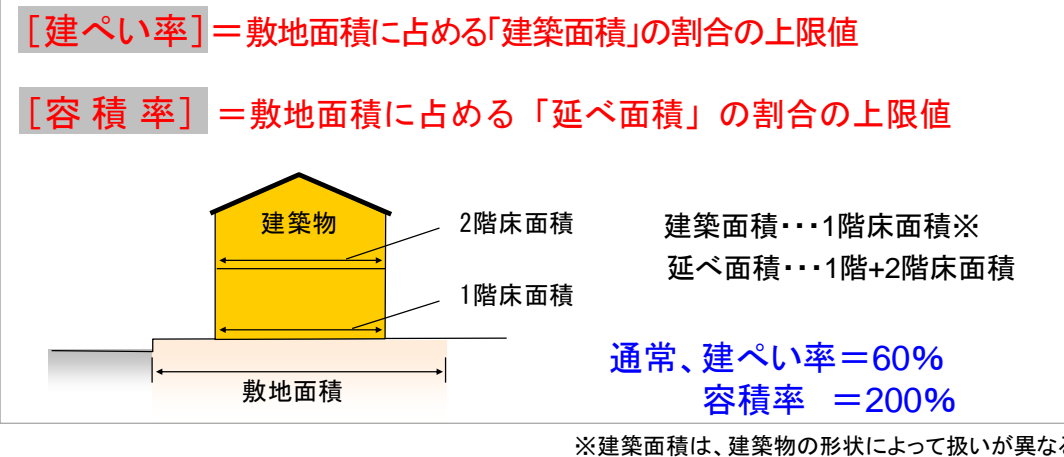 [建ぺい率]＝敷地面積に占める「建築面積」の割合の上限値
[容 積 率] ＝敷地面積に占める「延べ面積」の割合の上限値
建築物
2階床面積
1階床面積
敷地面積
建築面積･･･1階床面積※
延べ面積･･･1階+2階床面積
通常、建ぺい率＝60%
容積率 ＝200%
※建築面積は、建築物の形状によって扱いが異な